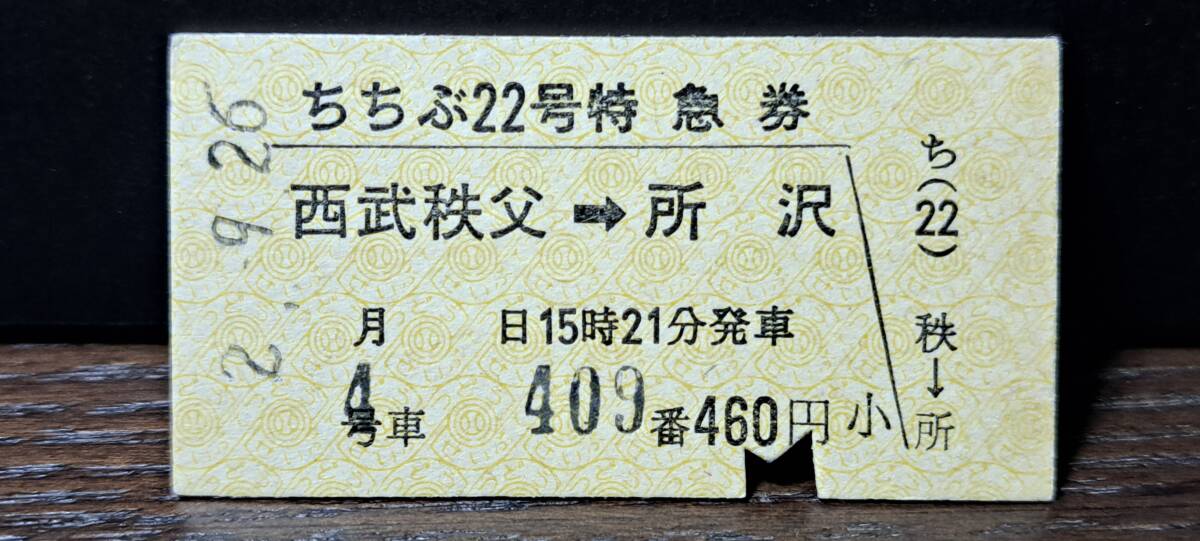 ちちぶ22号特急券
西武秩父➡所沢
月 日15時21分発車
4号車 409番460円 小
ち(22)
秩→所
2.9.26